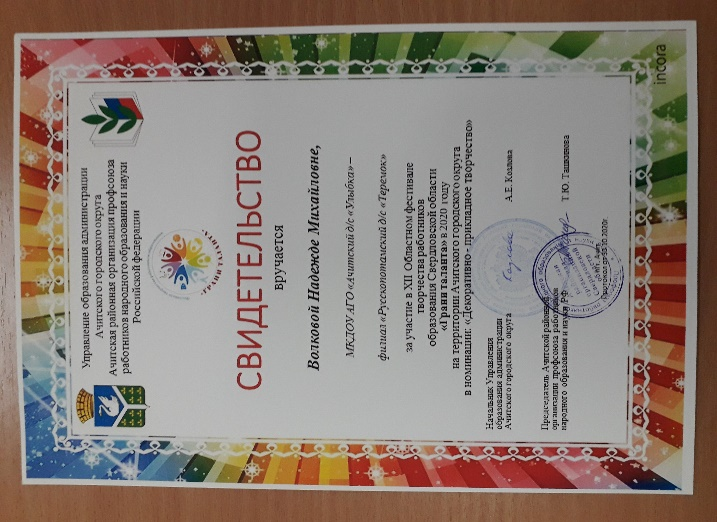 Управление образования администрации
Ачитского городского округа
Ачитская районная организация профсоюза
работников народного образования и науки
Российской федерации
ГРАНИ ТАЛАНТА
СВИДЕТЕЛЬСТВО
вручается
Волковой Надежде Михайловне,
МКДОУ АГО «Ачитский д/с «Улыбка» –
филиал «Русскопотамский д/с «Теремок»
за участие в XII Областном фестивале
творчества работников
образования Свердловской области
«Грани таланта» в 2020 году
на территории Ачитского городского округа
в номинации: «Декоративно - прикладное творчество»
Начальник Управления
образования администрации
Ачитского городского округа
А.Е. Козлова
Председатель Ачитской районной
организации профсоюза работников
народного образования и науки РФ
Т.Ю. Ташкинова
incora